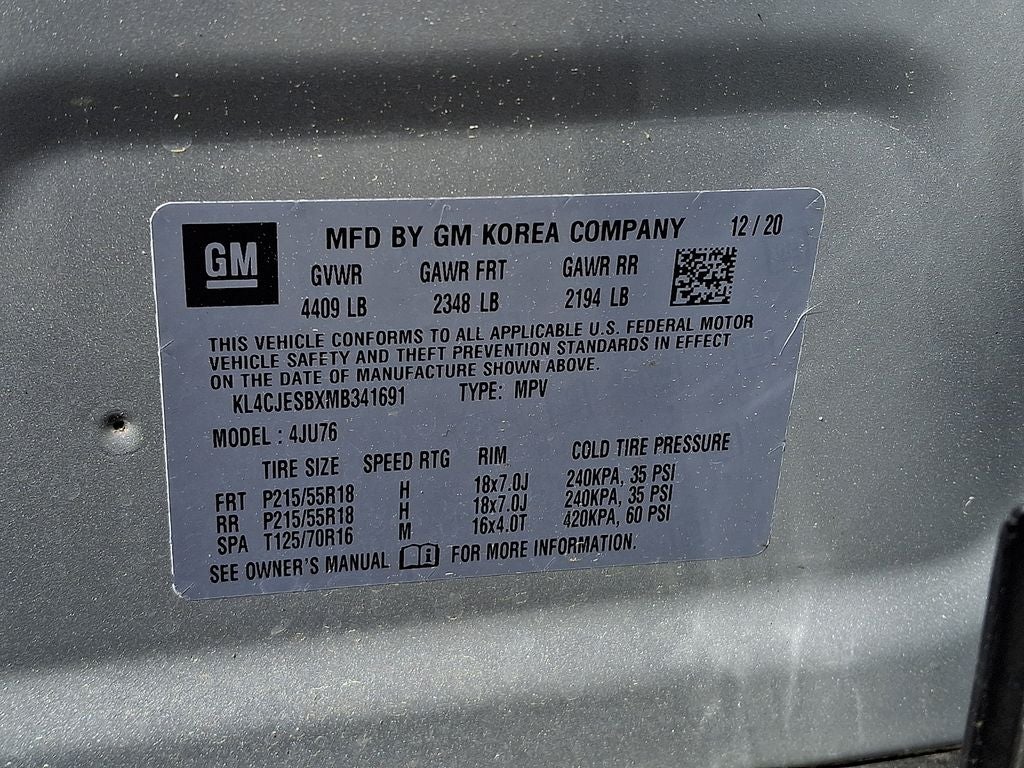 GM
MFD BY GM KOREA COMPANY 12/20
GVWR GAWR FRT GAWR RR
4409 LB 2348 LB 2194 LB
THIS VEHICLE CONFORMS TO ALL APPLICABLE U.S. FEDERAL MOTOR
VEHICLE SAFETY AND THEFT PREVENTION STANDARDS IN EFFECT
ON THE DATE OF MANUFACTURE SHOWN ABOVE.
KL4CJESBXMB341691 TYPE: MPV
MODEL : 4JU76
TIRE SIZE SPEED RTG RIM COLD TIRE PRESSURE
FRT P215/55R18 H 18x7.0J 240KPA, 35 PSI
RR P215/55R18 H 18x7.0J 240KPA, 35 PSI
SPA T125/70R16 M 16x4.0T 420KPA, 60 PSI
SEE OWNER'S MANUAL i FOR MORE INFORMATION.